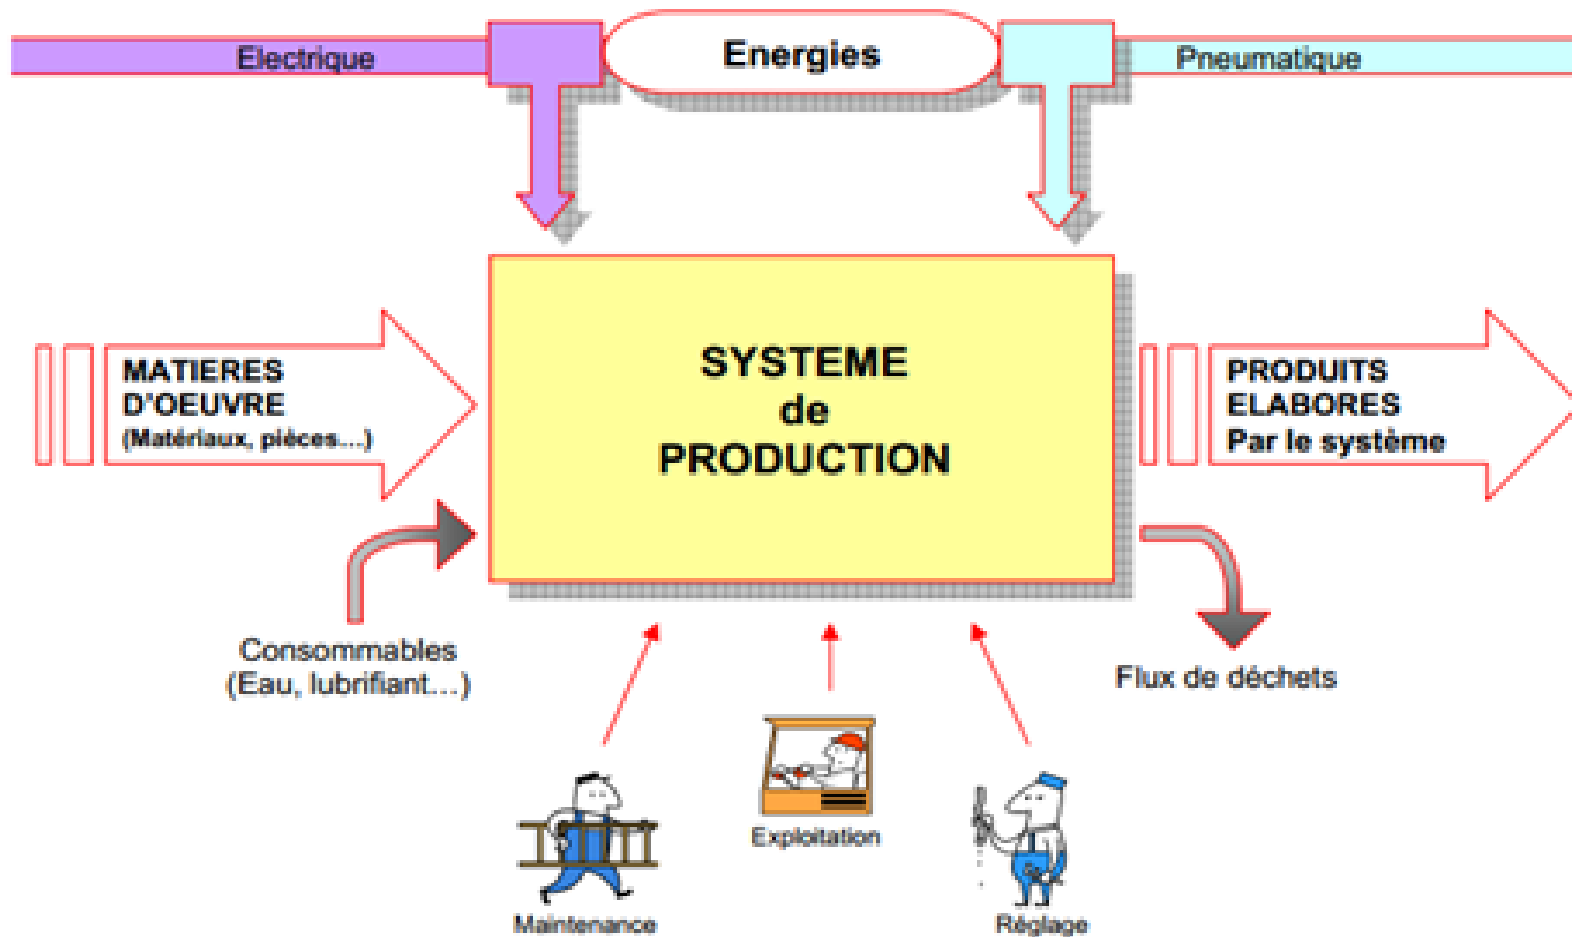 Electrique
Energies
Pneumatique
MATIERES
D'OEUVRE
(Matériaux, pièces...)
SYSTEME
de
PRODUCTION
PRODUITS
ELABORES
Par le système
Consommables
(Eau, lubrifiant...)
Flux de déchets
Exploitation
Maintenance
Réglage